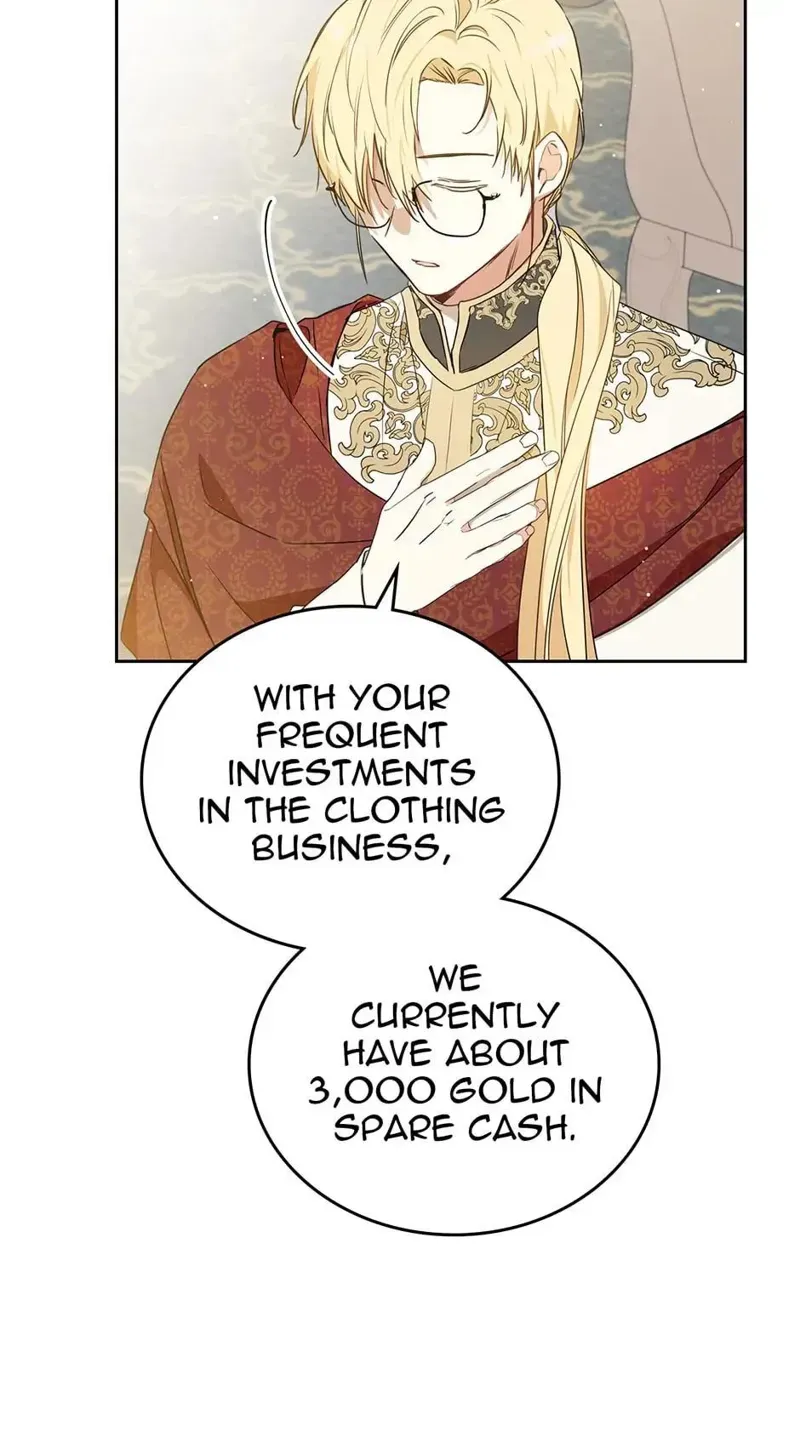 WITH YOUR
FREQUENT
INVESTMENTS
IN THE CLOTHING
BUSINESS,
WE
CURRENTLY
HAVE ABOUT
3,000 GOLD IN
SPARE CASH.